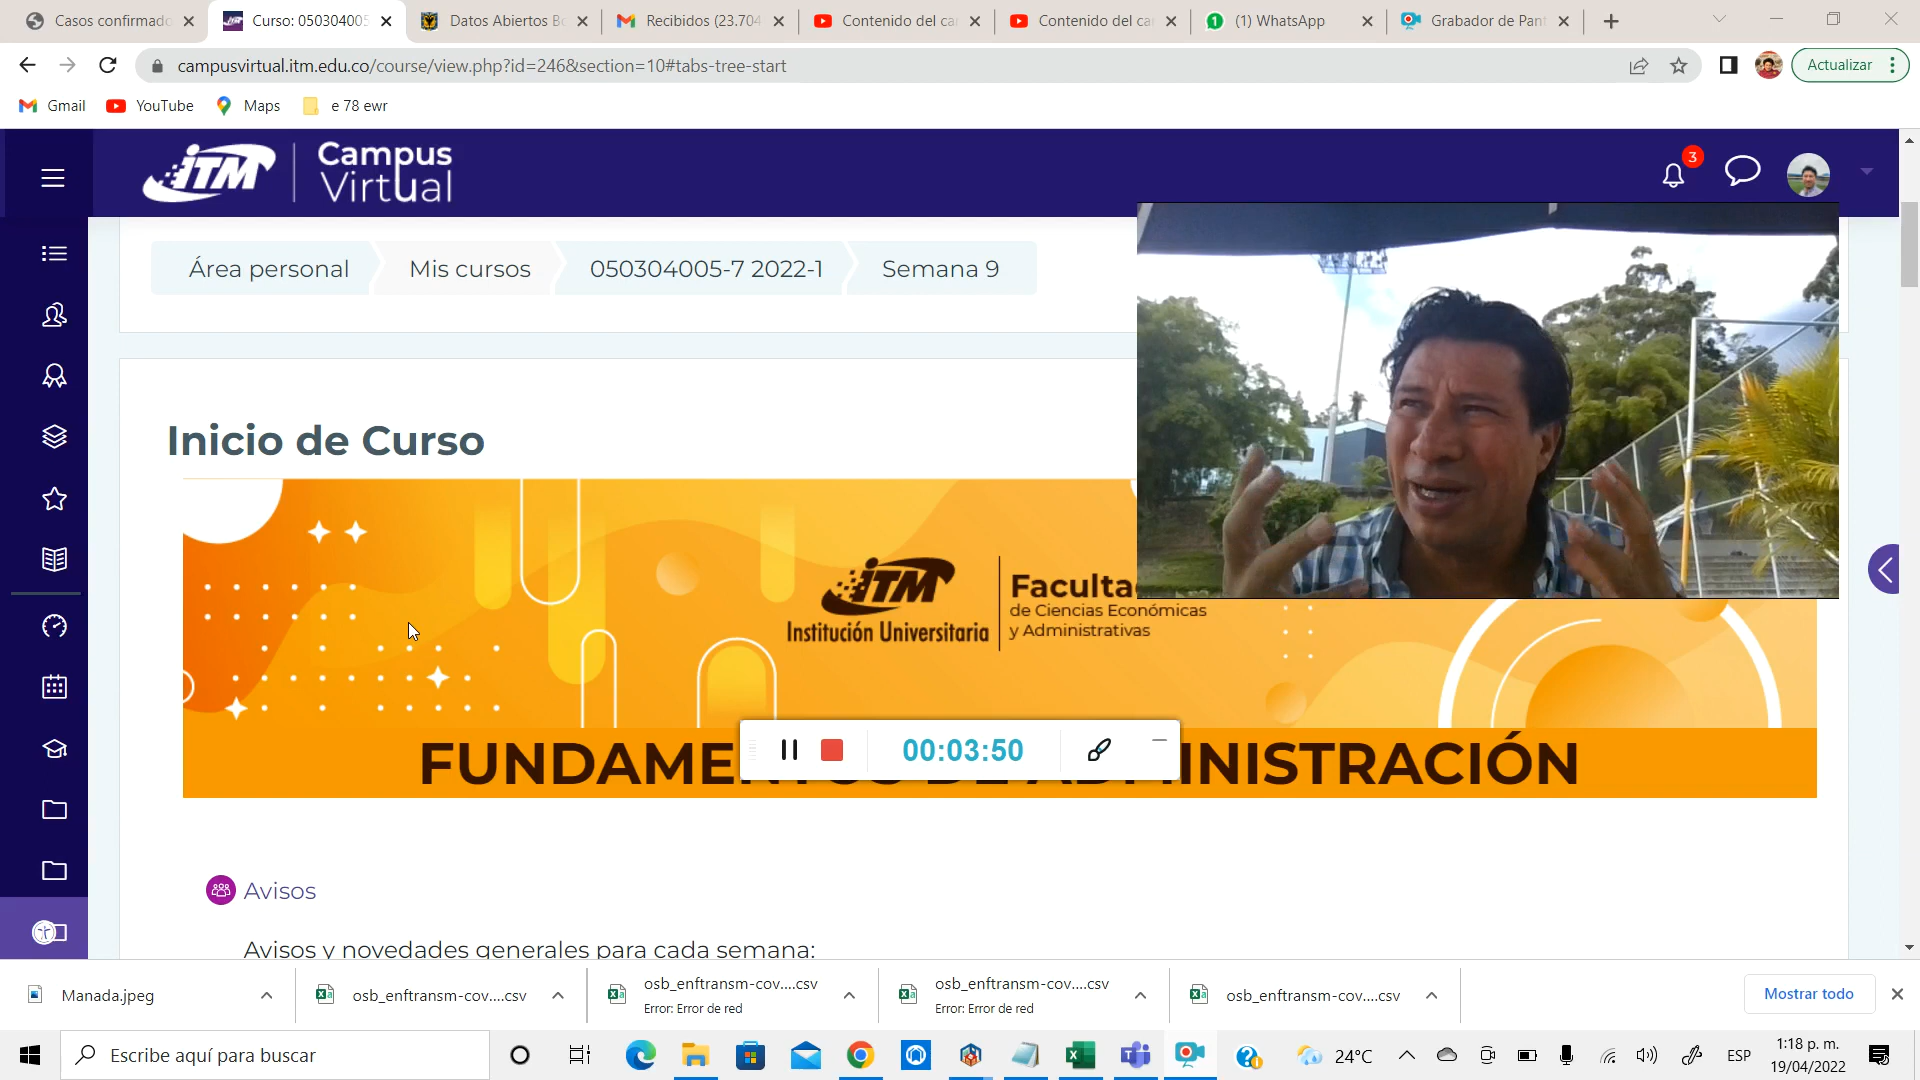 Casos confirmado
Curso: 050304005
Datos Abiertos Bo
Recibidos (23.704
Contenido del ca
Contenido del ca
(1) WhatsApp
Grabador de Pant
campusvirtual.itm.edu.co/course/view.php?id=246&section=10#tabs-tree-start
Actualizar
Gmail
YouTube
Maps
e 78 ewr
iTM
Campus
Virtual
3
Área personal
Mis cursos
050304005-7 2022-1
Semana 9
Inicio de Curso
iTM
Institución Universitaria
Faculta
de Ciencias Económicas
y Administrativas
00:03:50
FUNDAME
INISTRACIÓN
Avisos
Avisos y novedades generales para cada semana:
Manada.jpeg
osb_enftransm-cov....csv
osb_enftransm-cov....csv
Error: Error de red
osb_enftransm-cov....csv
Error: Error de red
osb_enftransm-cov....csv
Mostrar todo
Escribe aquí para buscar
24°C
ESP
1:18 p. m.
19/04/2022